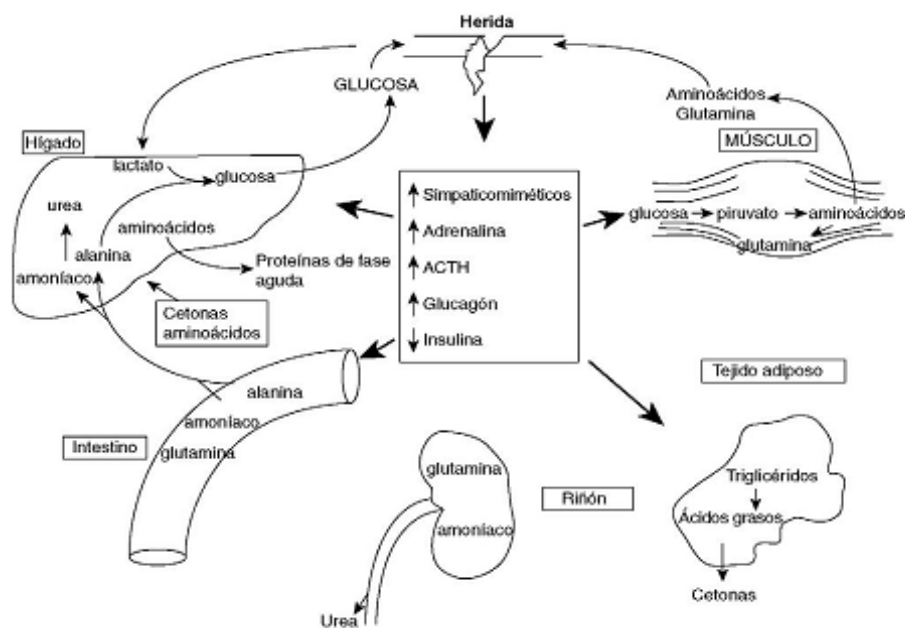 Herida
GLUCOSA
Aminoácidos
Glutamina
MÚSCULO
Hígado
lactato
glucosa
urea
aminoácidos
alanina
amoníaco
Proteínas de fase
aguda
Cetonas
aminoácidos
Simpaticomiméticos
Adrenalina
ACTH
Glucagón
Insulina
glucosa piruvato aminoácidos
glutamina
Intestino
alanina
amoníaco
glutamina
glutamina
amoníaco
Riñón
Urea
Tejido adiposo
Triglicéridos
Ácidos grasos
Cetonas